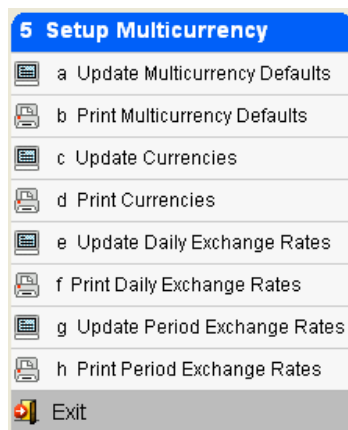 5 Setup Multicurrency
a Update Multicurrency Defaults
b Print Multicurrency Defaults
c Update Currencies
d Print Currencies
e Update Daily Exchange Rates
f Print Daily Exchange Rates
g Update Period Exchange Rates
h Print Period Exchange Rates
Exit